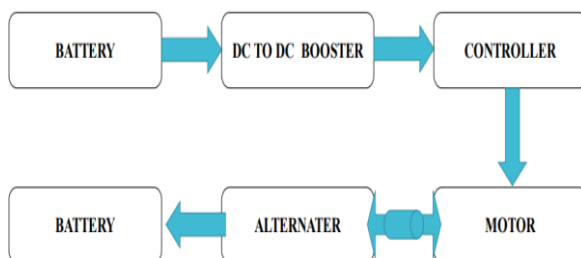 BATTERY
DC TO DC BOOSTER
CONTROLLER
BATTERY
ALTERNATER
MOTOR